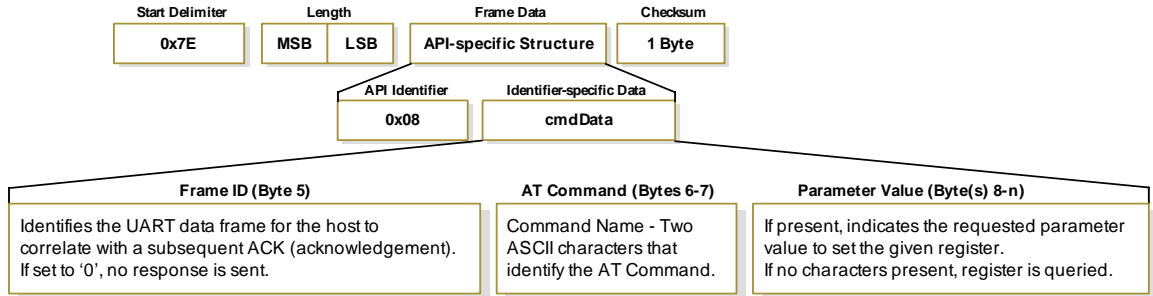 Start Delimiter Length Frame Data Checksum
0x7E MSB LSB API-specific Structure 1 Byte
API Identifier Identifier-specific Data
0x08 cmdData
Frame ID (Byte 5) AT Command (Bytes 6-7) Parameter Value (Byte(s) 8-n)
Identifies the UART data frame for the host to
correlate with a subsequent ACK (acknowledgement).
If set to ‘0’, no response is sent.
Command Name - Two
ASCII characters that
identify the AT Command.
If present, indicates the requested parameter
value to set the given register.
If no characters present, register is queried.